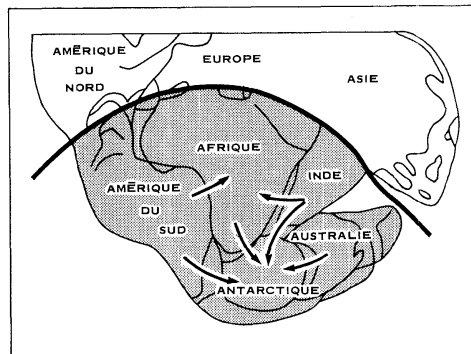 AMÉRIQUE
DU
NORD
EUROPE
ASIE
AFRIQUE
INDE
AMÉRIQUE
DU
SUD
AUSTRALIE
ANTARCTIQUE